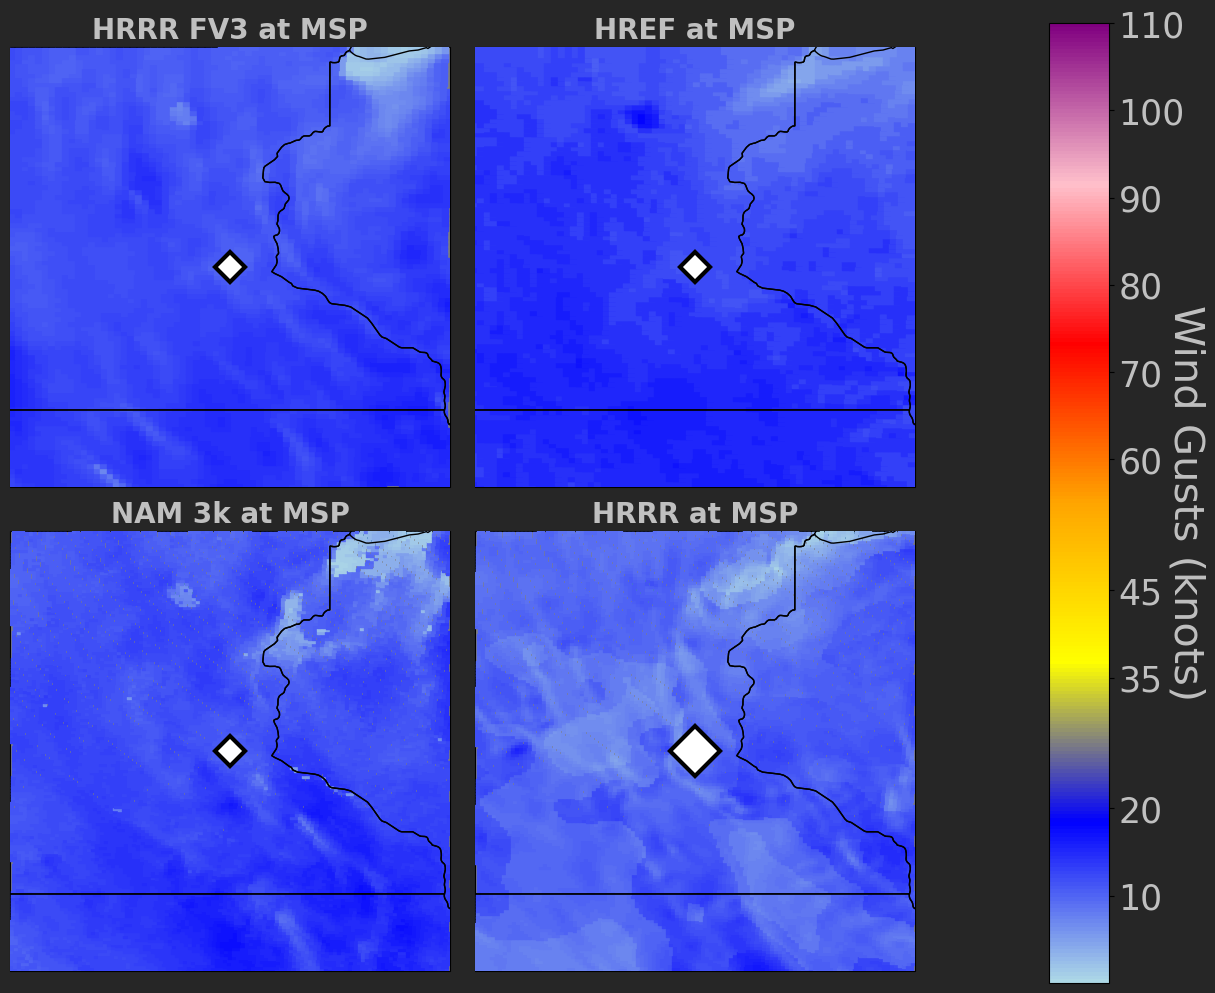 HRRR FV3 at MSP
HREF at MSP
NAM 3k at MSP
HRRR at MSP
110
100
90
80
70
60
45
35
20
10
Wind Gusts (knots)